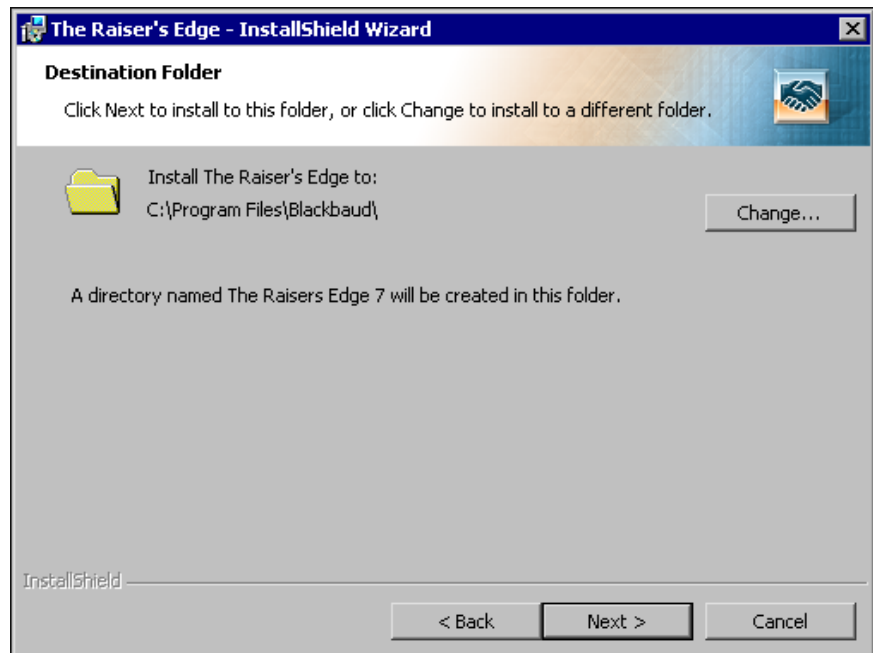 The Raiser's Edge - InstallShield Wizard
Destination Folder
Click Next to install to this folder, or click Change to install to a different folder.
Install The Raiser's Edge to:
C:\Program Files\Blackbaud\
Change...
A directory named The Raisers Edge 7 will be created in this folder.
InstallShield
< Back
Next >
Cancel